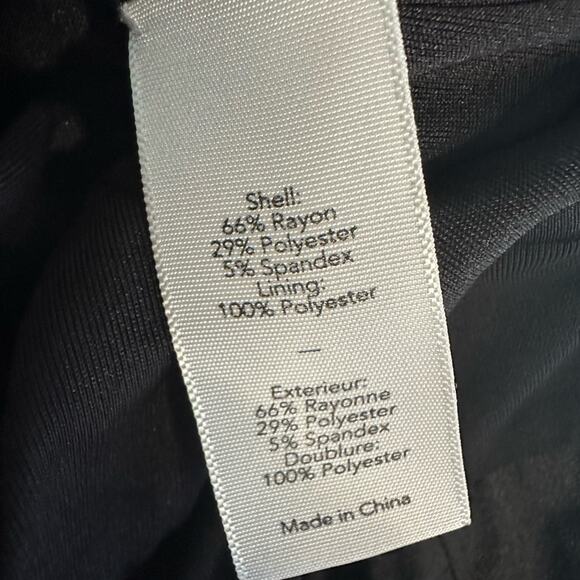 Shell:
66% Rayon
29% Polyester
5% Spandex
Lining:
100% Polyester
—
Exterieur:
66% Rayonne
29% Polyester
5% Spandex
Doublure:
100% Polyester
Made in China